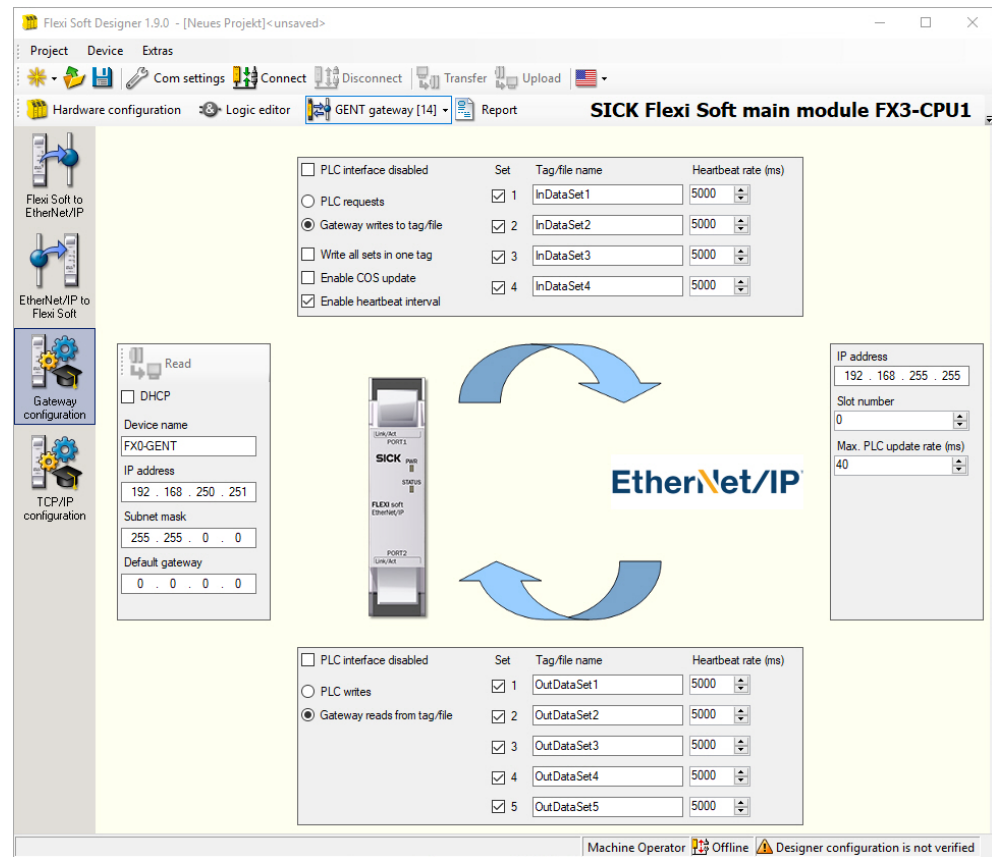 Flexi Soft Designer 1.9.0 - [Neues Projekt]<unsaved>
Project Device Extras
Com settings Connect Disconnect Transfer Upload
Hardware configuration Logic editor GENT gateway [14] Report SICK Flexi Soft main module FX3-CPU1
Flexi Soft to
EtherNet/IP
EtherNet/IP to
Flexi Soft
Gateway
configuration
TCP/IP
configuration
PLC interface disabled Set Tag/file name Heartbeat rate (ms)
PLC requests 1 InDataSet1 5000
Gateway writes to tag/file 2 InDataSet2 5000
Write all sets in one tag 3 InDataSet3 5000
Enable COS update 4 InDataSet4 5000
Enable heartbeat interval
Read
DHCP
Device name
FX0-GENT
IP address
192 . 168 . 250 . 251
Subnet mask
255 . 255 . 0 . 0
Default gateway
0 . 0 . 0 . 0
Link/Act
PORT1
SICK PWR
STATUS
FLEXI soft
EtherNet/IP
PORT2
Link/Act
EtherNet/IP
IP address
192 . 168 . 255 . 255
Slot number
0
Max. PLC update rate (ms)
40
PLC interface disabled Set Tag/file name Heartbeat rate (ms)
PLC writes 1 OutDataSet1 5000
Gateway reads from tag/file 2 OutDataSet2 5000
3 OutDataSet3 5000
4 OutDataSet4 5000
5 OutDataSet5 5000
Machine Operator Offline Designer configuration is not verified